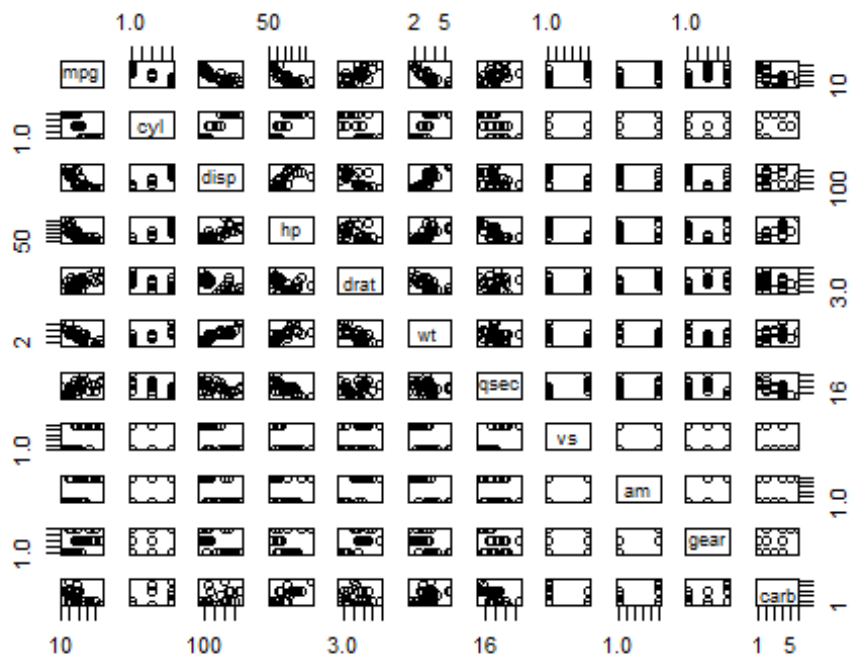 1.0 50 2 5 1.0 1.0
mpg 10
1.0 cyl
disp 100
50 hp
drat 3.0
2 wt
qsec 16
1.0 vs
am 1.0
1.0 gear
carb 1
10 100 3.0 16 1.0 1 5